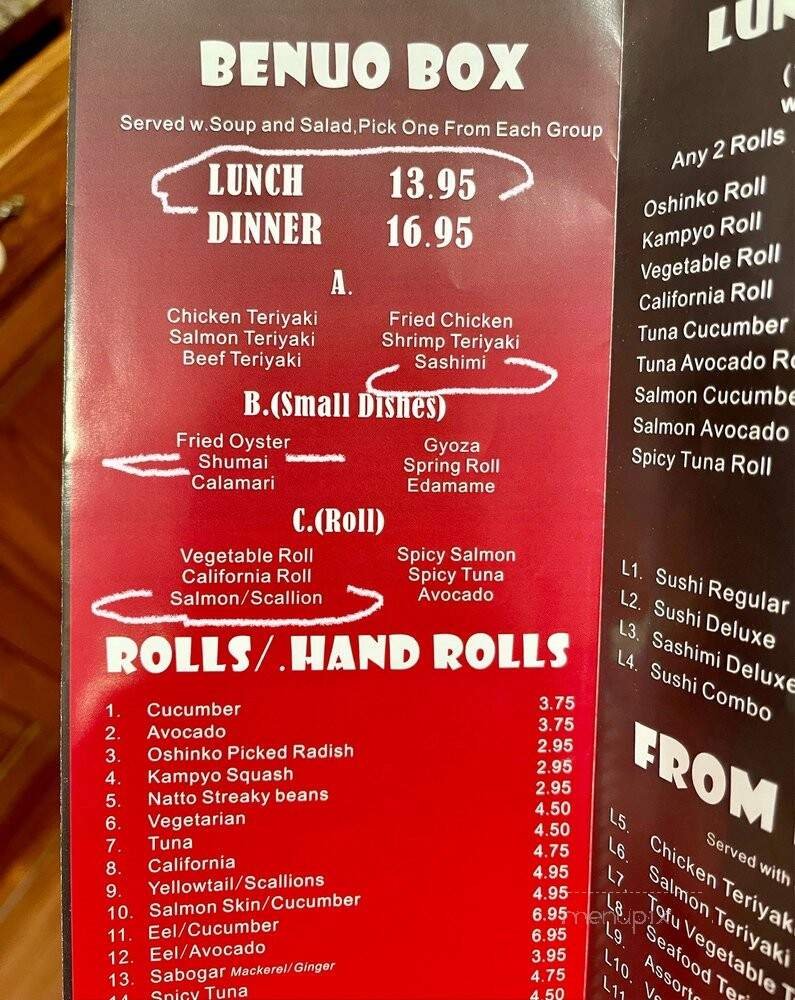 BENUO BOX
Served w.Soup and Salad,Pick One From Each Group
LUNCH 13.95
DINNER 16.95
A.
Chicken Teriyaki Fried Chicken
Salmon Teriyaki Shrimp Teriyaki
Beef Teriyaki Sashimi
B.(Small Dishes)
Fried Oyster Gyoza
Shumai Spring Roll
Calamari Edamame
C.(Roll)
Vegetable Roll Spicy Salmon
California Roll Spicy Tuna
Salmon/Scallion Avocado
ROLLS/.HAND ROLLS
1. Cucumber 3.75
2. Avocado 3.75
3. Oshinko Picked Radish 2.95
4. Kampyo Squash 2.95
5. Natto Streaky beans 2.95
6. Vegetarian 4.50
7. Tuna 4.50
8. California 4.75
9. Yellowtail/Scallions 4.95
10. Salmon Skin/Cucumber 4.95
11. Eel/Cucumber 6.95
12. Eel/Avocado 6.95
13. Sabogar Mackerel/Ginger 3.95
14. Spicy Tuna 4.75
4.50
Any 2 Rolls
Oshinko Roll
Kampyo Roll
Vegetable Roll
California Roll
Tuna Cucumber
Tuna Avocado
Salmon
Salmon Avocado
Spicy Tuna Roll
L1. Sushi Regular
L2. Sushi Deluxe
L3. Sashimi Deluxe
L4. Sushi Combo
FROM
Served with
L5. Chicken
L6. Salmon Teriyaki
L7 Tofu Vegetable
L8. Seafood
L9.
L10.
L11
menupix